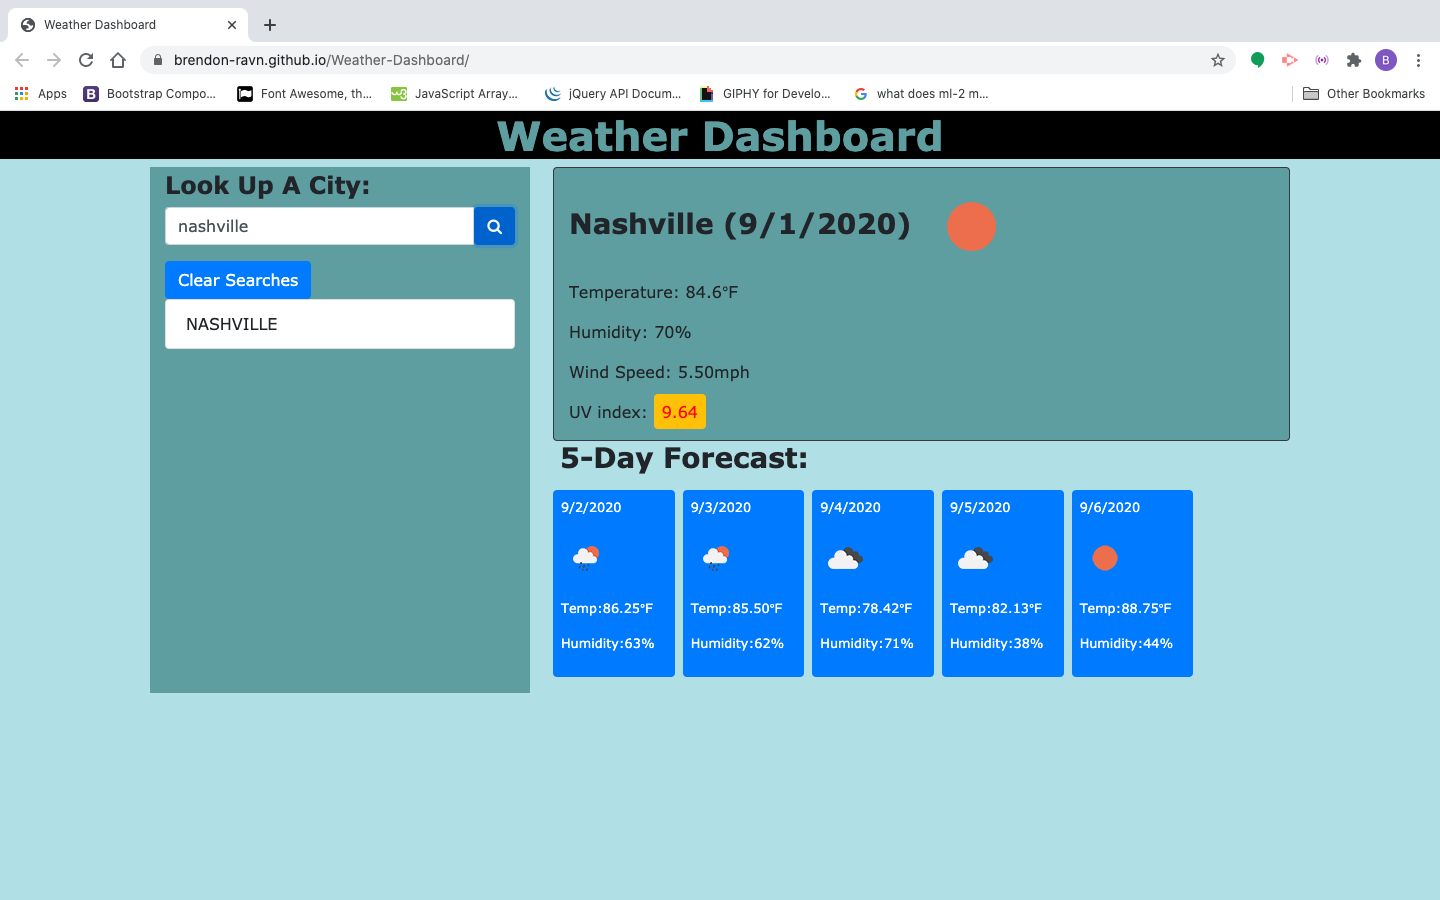 Weather Dashboard
brendon-ravn.github.io/Weather-Dashboard/
B
Apps
B Bootstrap Compo...
Font Awesome, th...
JavaScript Array...
jQuery API Docum...
GIPHY for Develo...
what does ml-2 m...
Other Bookmarks
Weather Dashboard
Look Up A City:
nashville
Clear Searches
NASHVILLE
Nashville (9/1/2020)
Temperature: 84.6°F
Humidity: 70%
Wind Speed: 5.50mph
UV index: 9.64
5-Day Forecast:
9/2/2020
Temp:86.25°F
Humidity:63%
9/3/2020
Temp:85.50°F
Humidity:62%
9/4/2020
Temp:78.42°F
Humidity:71%
9/5/2020
Temp:82.13°F
Humidity:38%
9/6/2020
Temp:88.75°F
Humidity:44%